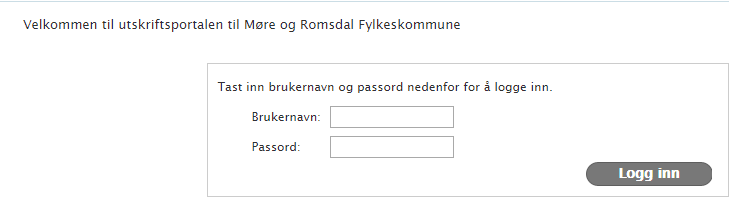 Velkommen til utskriftsportalen til Møre og Romsdal Fylkeskommune
Tast inn brukernavn og passord nedenfor for å logge inn.
Brukernavn:
Passord:
Logg inn